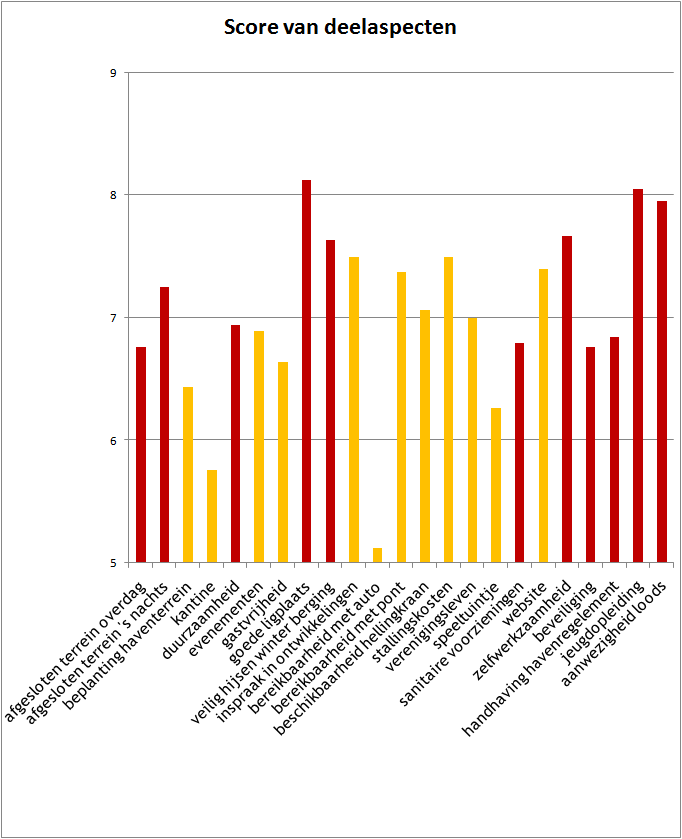 Score van deelaspecten
9
8
7
6
5
afgesloten terrein overdag
afgesloten terrein 's nachts
beplanting haventerrein
kantine
duurzaamheid
evenementen
gastvrijheid
goede ligplaats
veilig hijsen winter berging
inspraak in ontwikkelingen
bereikbaarheid met auto
bereikbaarheid met pont
beschikbaarheid hellingkraan
stallingskosten
verenigingsleven
speeltuintje
sanitaire voorzieningen
website
zelfwerkzaamheid
beveiliging
handhaving havenreglement
jeugdopleiding
aanwezigheid loods